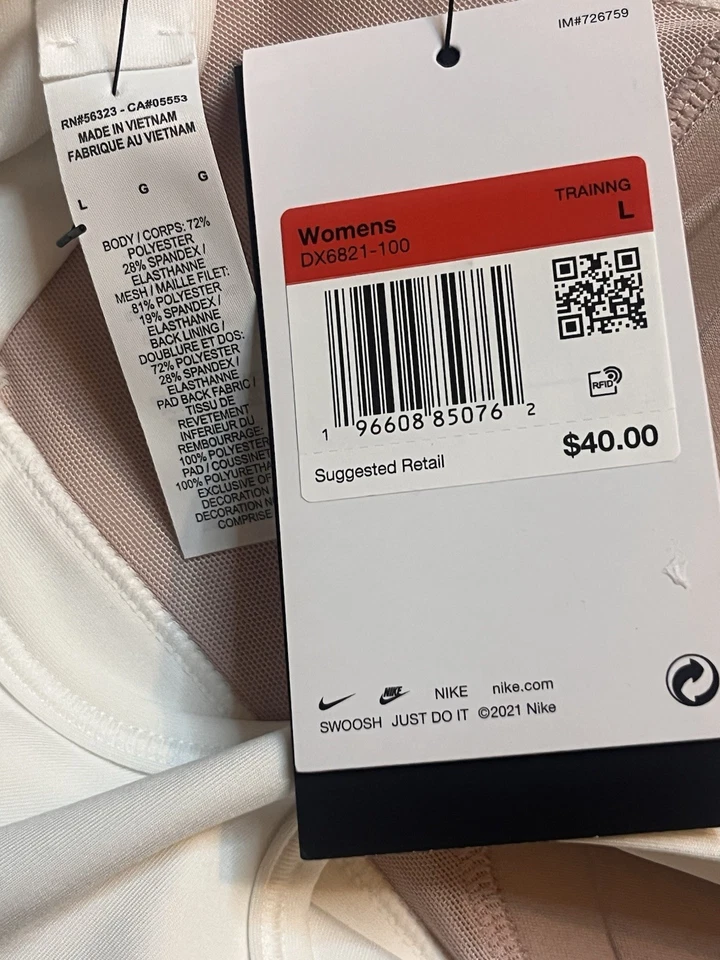 RN#56323 - CA#05553
MADE IN VIETNAM
FABRIQUE AU VIETNAM
L G G
BODY / CORPS: 72%
POLYESTER
28% SPANDEX /
ELASTHANNE
MESH / MAILLE FILET:
81% POLYESTER
19% SPANDEX /
ELASTHANNE
BACK LINING /
DOUBLURE ET DOS:
72% POLYESTER
28% SPANDEX /
ELASTHANNE
PAD BACK FABRIC /
TISSU DE
REVETEMENT
INFERIEUR DU
REMBOURRAGE:
100% POLYESTER
PAD / COUSSINET
100% POLYURETHA
EXCLUSIVE OF
DECORATION
DECORATION N
COMPRISE
IM#726759
TRAINNG
Womens L
DX6821-100
1 96608 85076 2
RFID
$40.00
Suggested Retail
NIKE NIKE nike.com
SWOOSH JUST DO IT ©2021 Nike